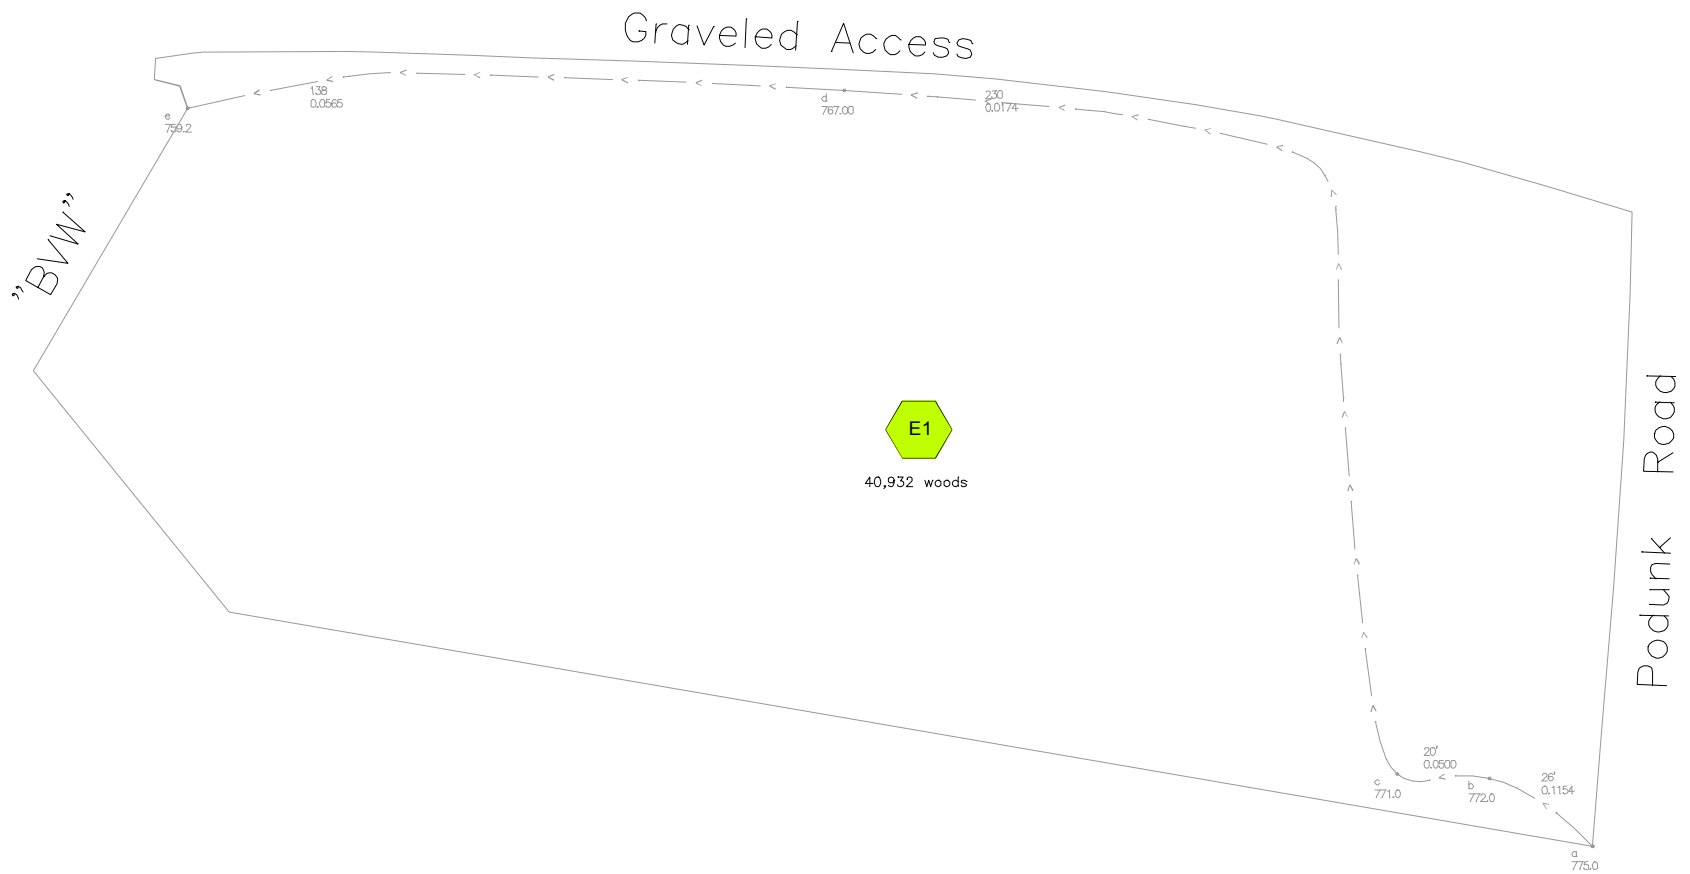 Graveled Access
138
0.0565
d
767.00
230
0.0174
e
759.2
"BVW"
E1
40,932 woods
Podunk Road
20'
0.0500
c
771.0
b
772.0
26'
0.1154
a
775.0